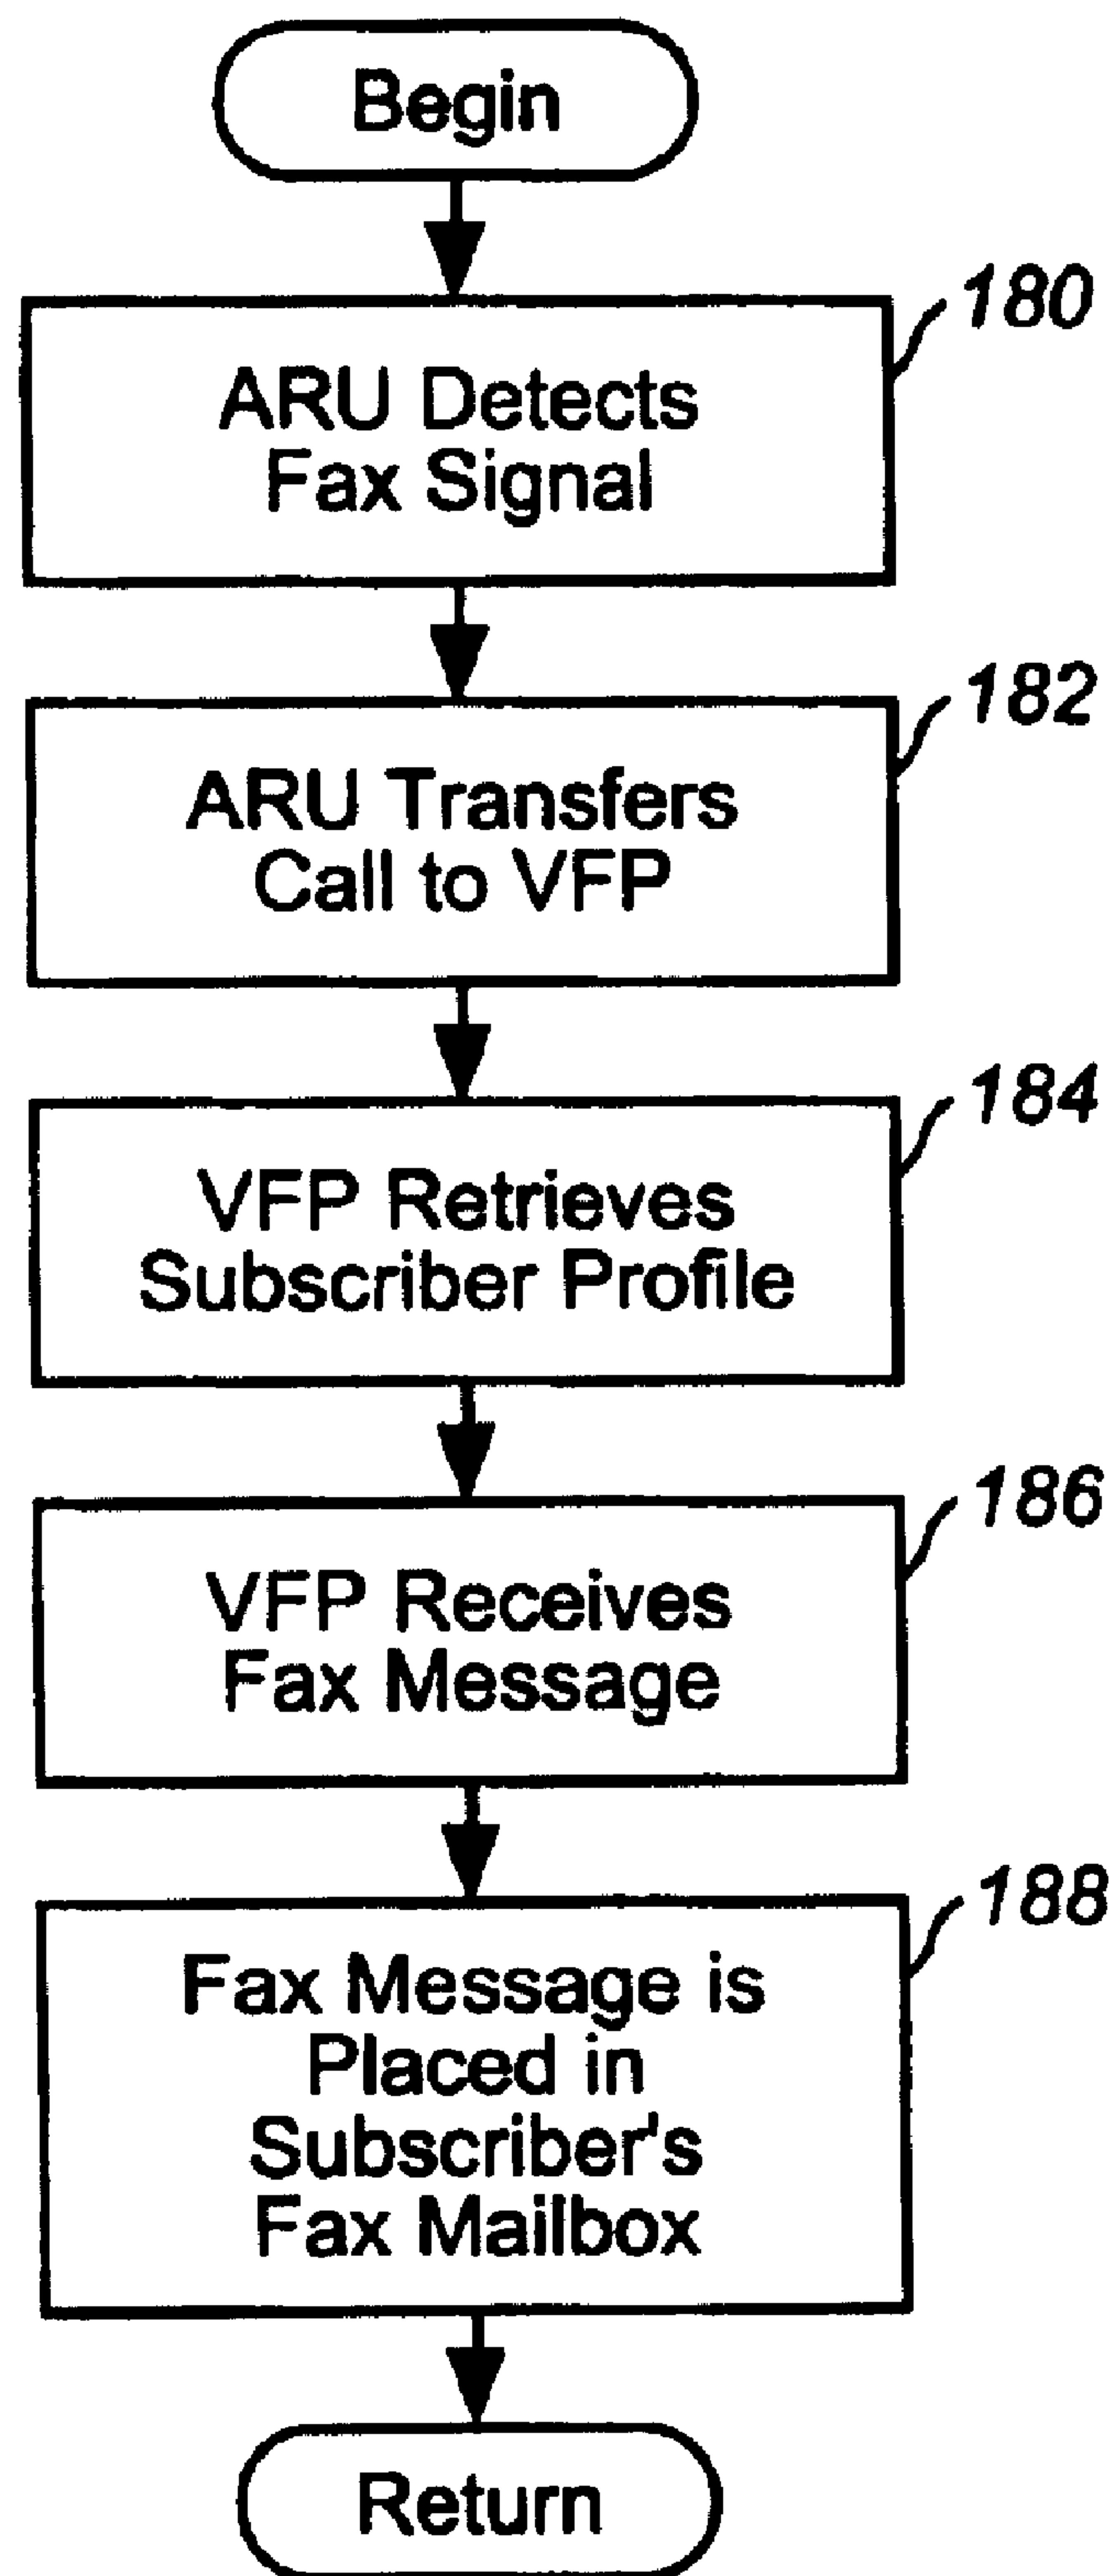 Begin
180
ARU Detects
Fax Signal
182
ARU Transfers
Call to VFP
184
VFP Retrieves
Subscriber Profile
186
VFP Receives
Fax Message
188
Fax Message is
Placed in
Subscriber's
Fax Mailbox
Return